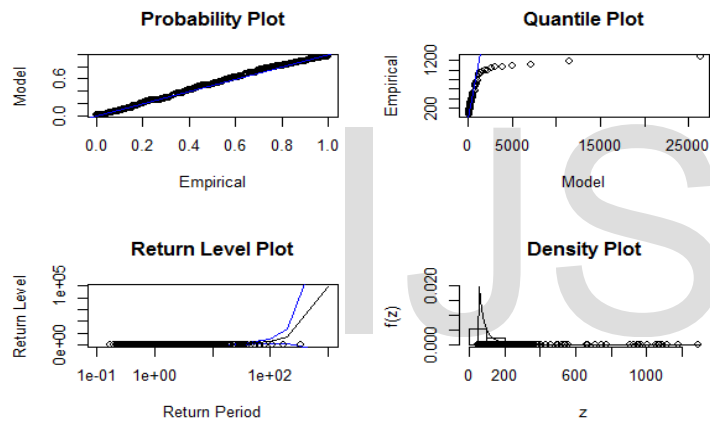 Probability Plot
Model
0.0 0.6
0.0 0.2 0.4 0.6 0.8 1.0
Empirical
Quantile Plot
Empirical
200 1200
0 5000 15000 25000
Model
Return Level Plot
Return Level
0e+00 1e+05
1e-01 1e+00 1e+02
Return Period
Density Plot
f(z)
0.000 0.020
0 200 600 1000
z
IJS